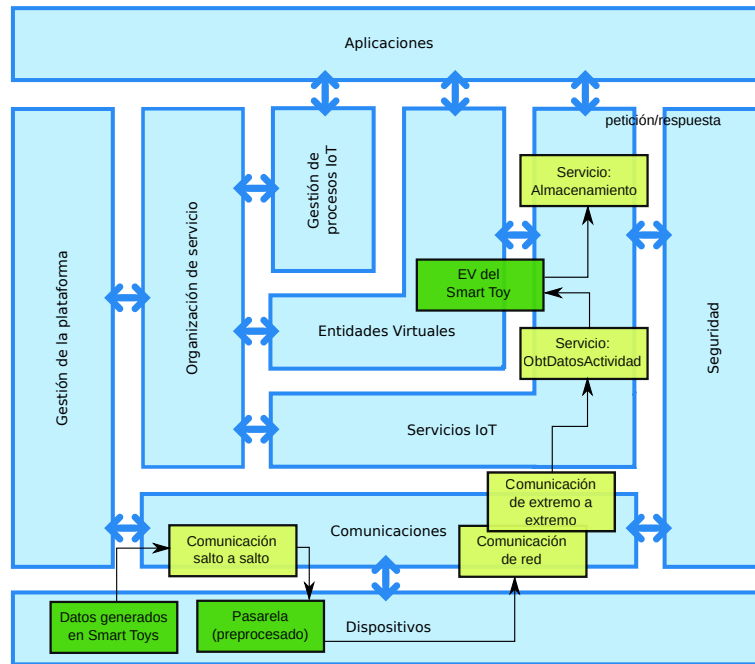 Aplicaciones
petición/respuesta
Gestión de la plataforma
Organización de servicio
Gestión de
procesos IoT
Servicio:
Almacenamiento
EV del
Smart Toy
Entidades Virtuales
Servicio:
ObtDatosActividad
Seguridad
Servicios IoT
Comunicación
de extremo a
extremo
Comunicaciones
Comunicación
salto a salto
Comunicación
de red
Datos generados
en Smart Toys
Pasarela
(preprocesado)
Dispositivos